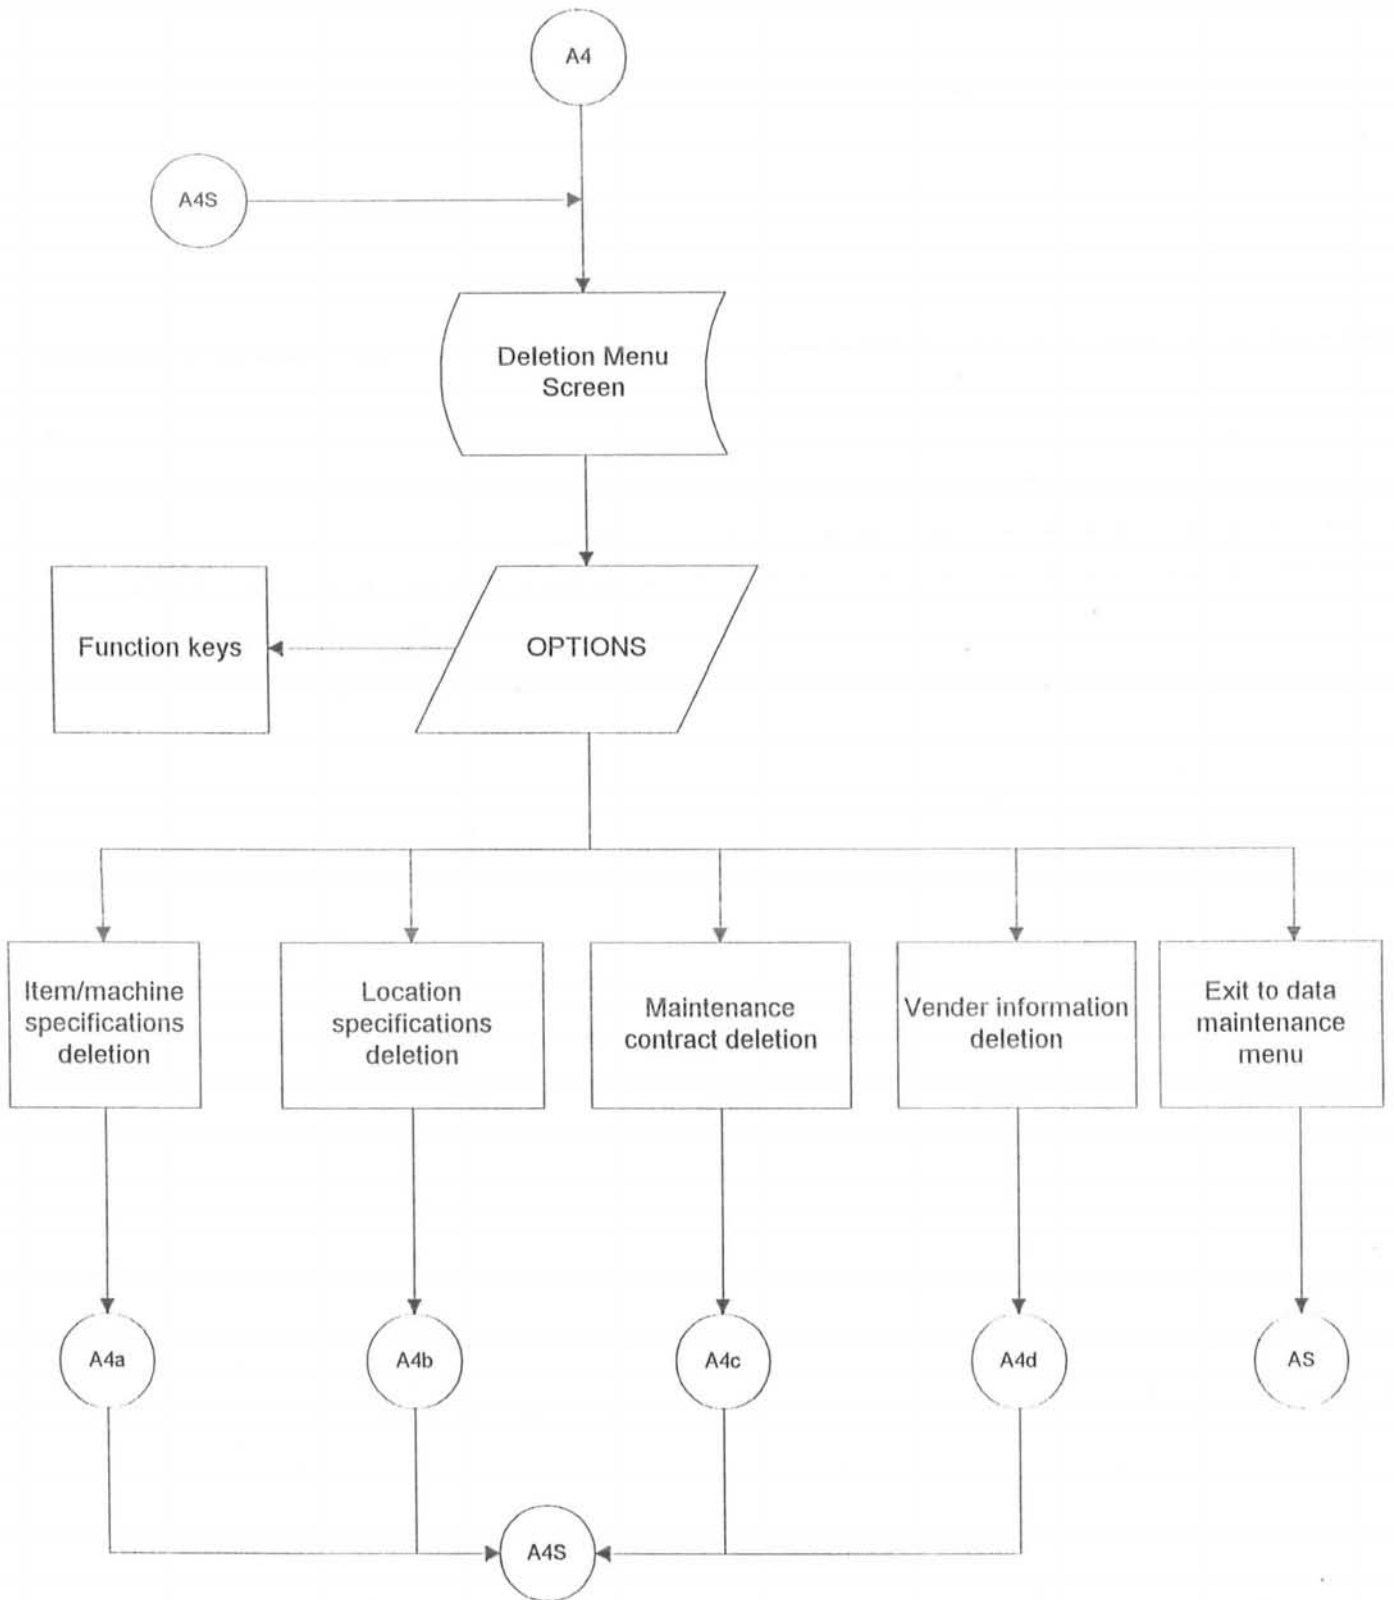 A4
A4S
Deletion Menu
Screen
Function keys
OPTIONS
Item/machine
specifications
deletion
Location
specifications
deletion
Maintenance
contract deletion
Vender information
deletion
Exit to data
maintenance
menu
A4a
A4b
A4c
A4d
AS
A4S